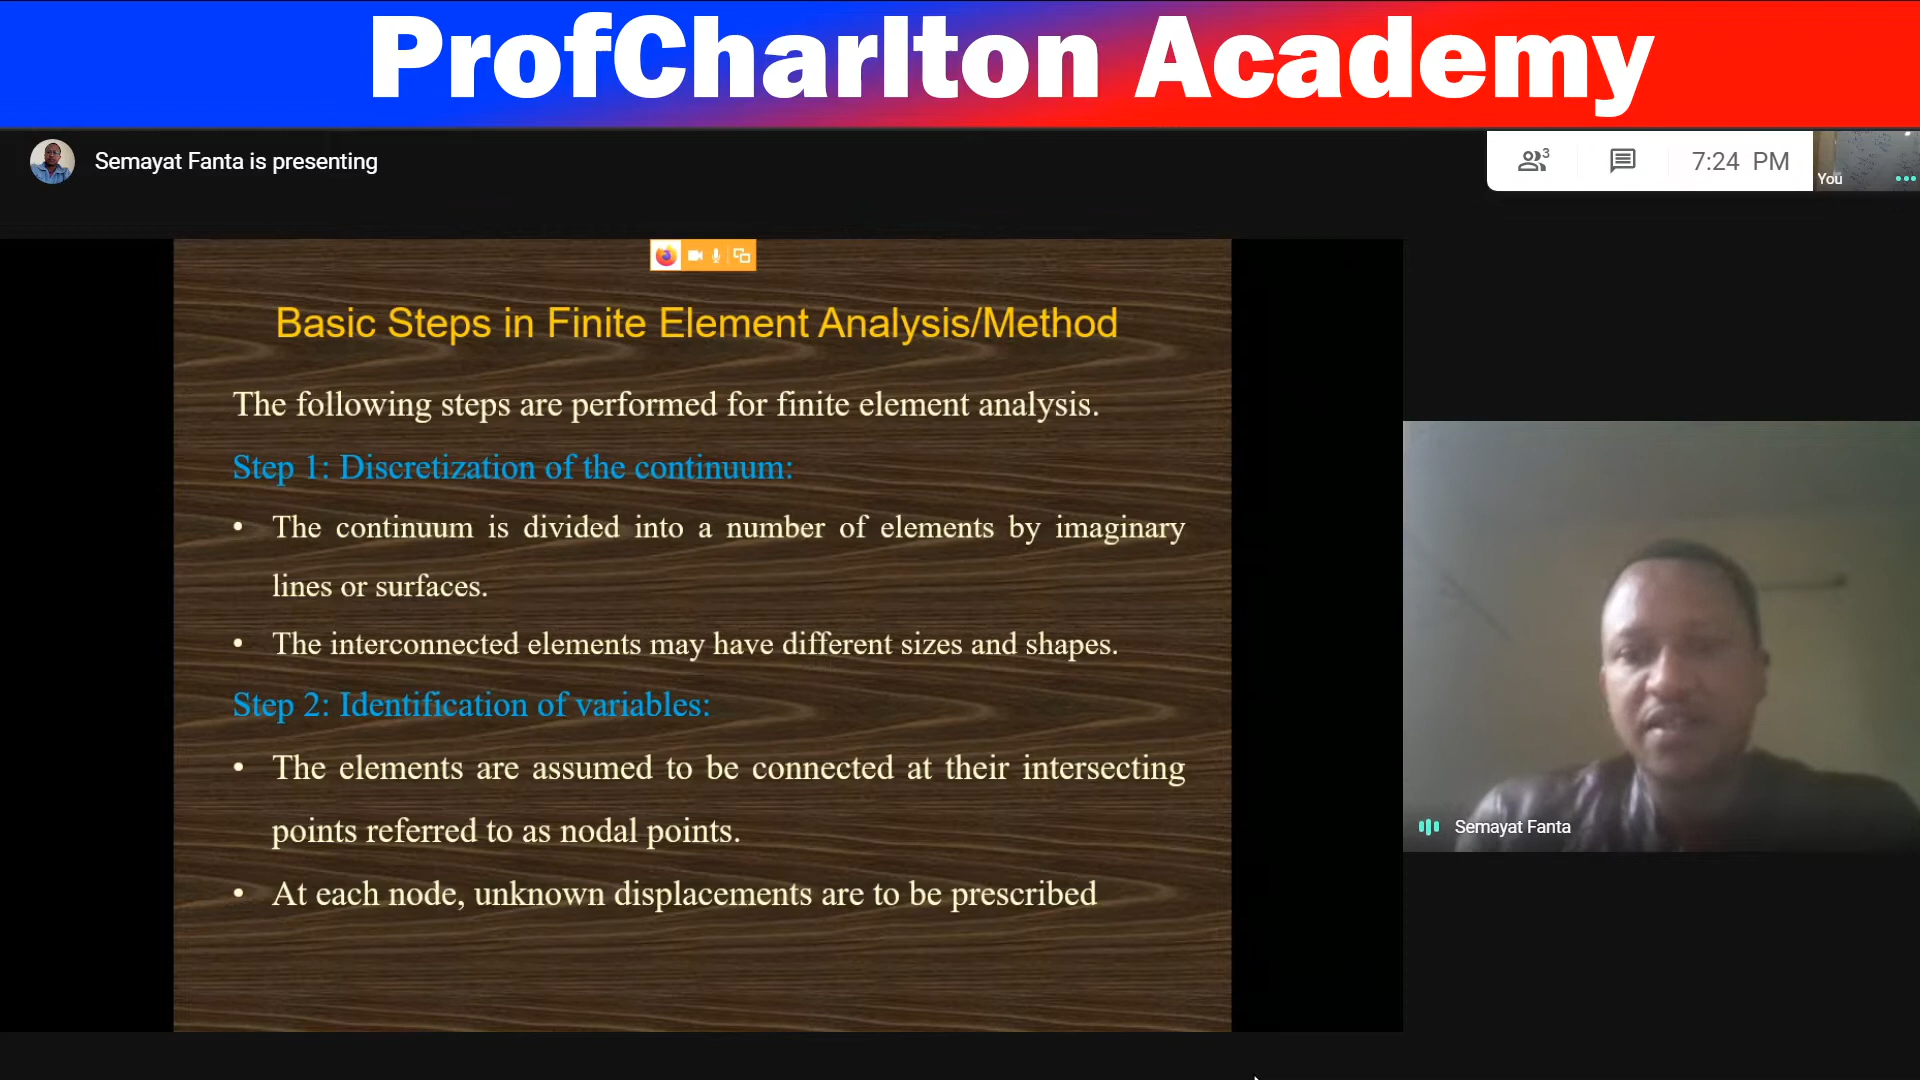 ProfCharlton Academy
Semayat Fanta is presenting
3
7:24 PM
You
Basic Steps in Finite Element Analysis/Method
The following steps are performed for finite element analysis.
Step 1: Discretization of the continuum:
• The continuum is divided into a number of elements by imaginary
lines or surfaces.
• The interconnected elements may have different sizes and shapes.
Step 2: Identification of variables:
• The elements are assumed to be connected at their intersecting
points referred to as nodal points.
• At each node, unknown displacements are to be prescribed
Semayat Fanta